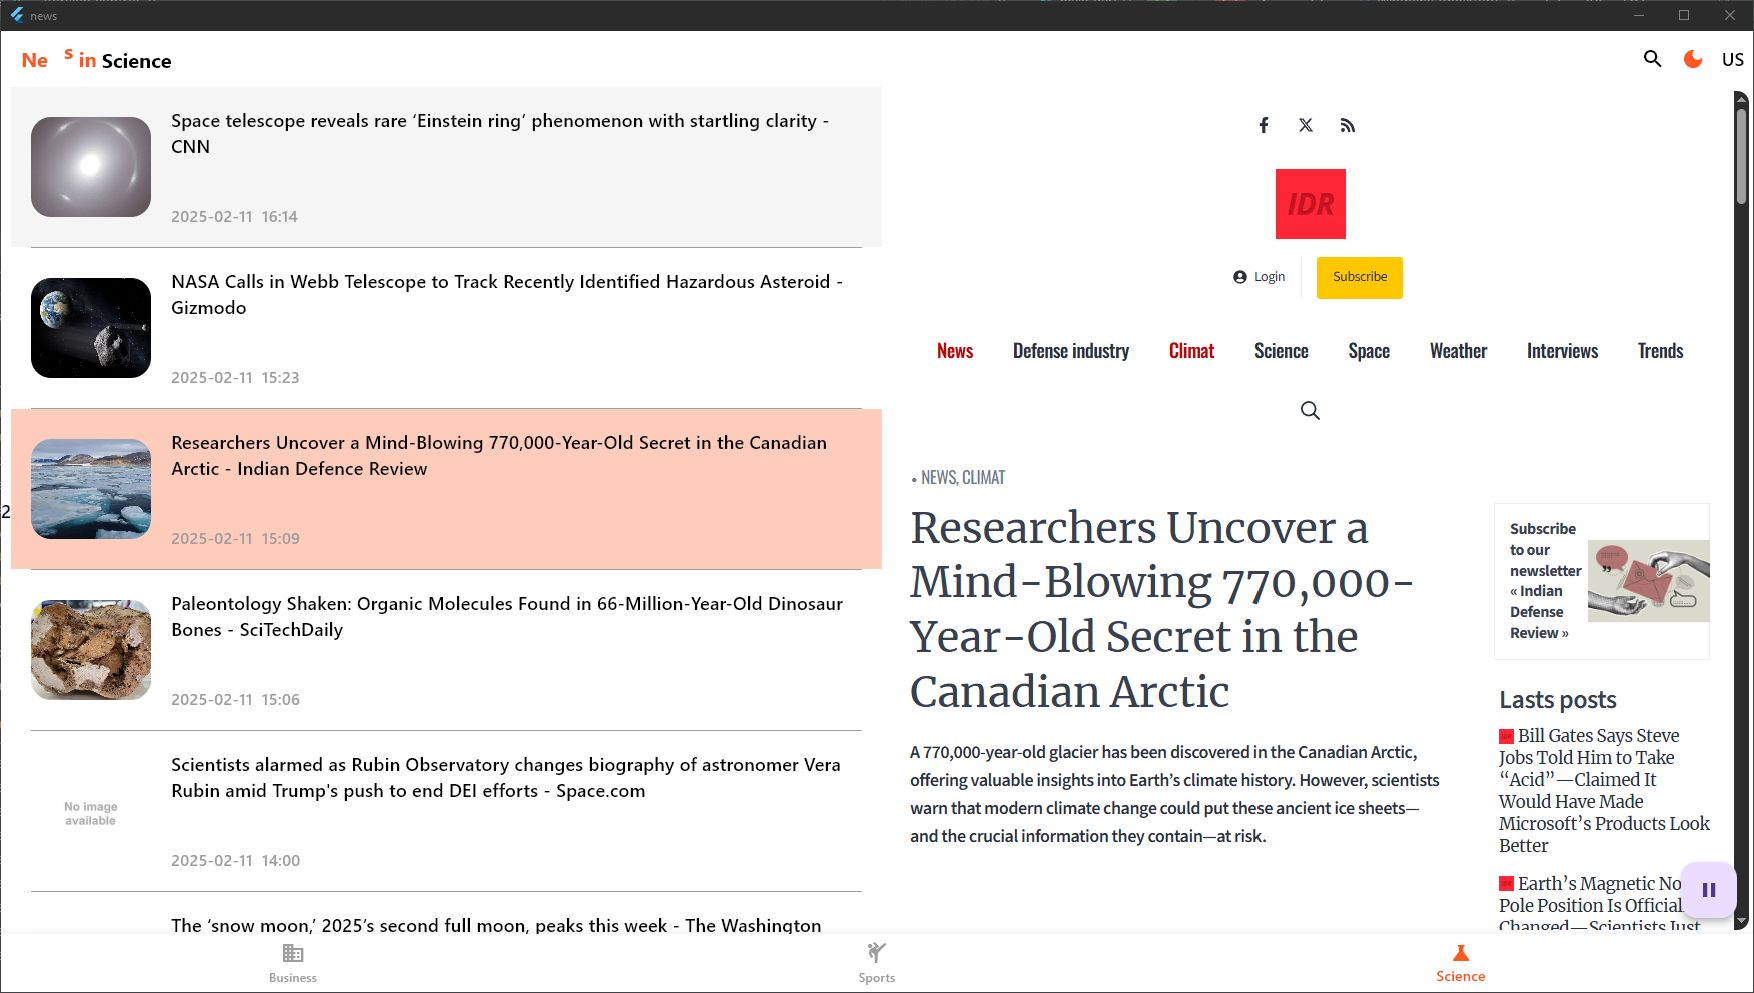 news
Ne s in Science
US
Space telescope reveals rare ‘Einstein ring’ phenomenon with startling clarity -
CNN
2025-02-11 16:14
NASA Calls in Webb Telescope to Track Recently Identified Hazardous Asteroid -
Gizmodo
2025-02-11 15:23
2
Researchers Uncover a Mind-Blowing 770,000-Year-Old Secret in the Canadian
Arctic - Indian Defence Review
2025-02-11 15:09
Paleontology Shaken: Organic Molecules Found in 66-Million-Year-Old Dinosaur
Bones - SciTechDaily
2025-02-11 15:06
No image
available
Scientists alarmed as Rubin Observatory changes biography of astronomer Vera
Rubin amid Trump's push to end DEI efforts - Space.com
2025-02-11 14:00
The ‘snow moon,’ 2025’s second full moon, peaks this week - The Washington
IDR
Login
Subscribe
News Defense industry Climat Science Space Weather Interviews Trends
• NEWS, CLIMAT
Researchers Uncover a
Mind-Blowing 770,000-
Year-Old Secret in the
Canadian Arctic
A 770,000-year-old glacier has been discovered in the Canadian Arctic,
offering valuable insights into Earth’s climate history. However, scientists
warn that modern climate change could put these ancient ice sheets—
and the crucial information they contain—at risk.
Subscribe
to our
newsletter
« Indian
Defense
Review »
Lasts posts
Bill Gates Says Steve
Jobs Told Him to Take
“Acid”—Claimed It
Would Have Made
Microsoft’s Products Look
Better
Earth’s Magnetic No
Pole Position Is Official
Changed—Scientists Just
Business
Sports
Science